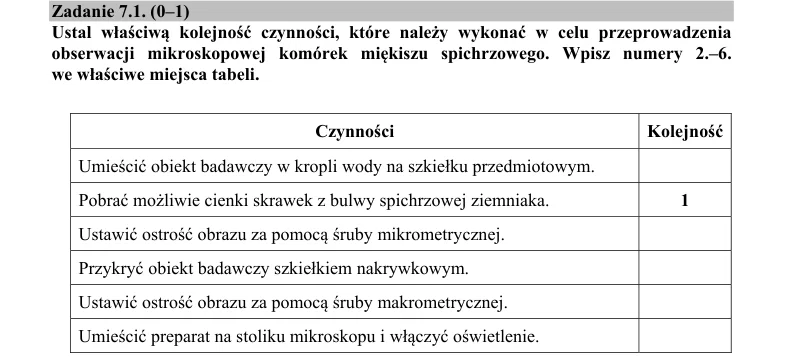 Zadanie 7.1. (0–1)
Ustal właściwą kolejność czynności, które należy wykonać w celu przeprowadzenia
obserwacji mikroskopowej komórek miękiszu spichrzowego. Wpisz numery 2.–6.
we właściwe miejsca tabeli.
Czynności Kolejność
Umieścić obiekt badawczy w kropli wody na szkiełku przedmiotowym.
Pobrać możliwie cienki skrawek z bulwy spichrzowej ziemniaka. 1
Ustawić ostrość obrazu za pomocą śruby mikrometrycznej.
Przykryć obiekt badawczy szkiełkiem nakrywkowym.
Ustawić ostrość obrazu za pomocą śruby makrometrycznej.
Umieścić preparat na stoliku mikroskopu i włączyć oświetlenie.